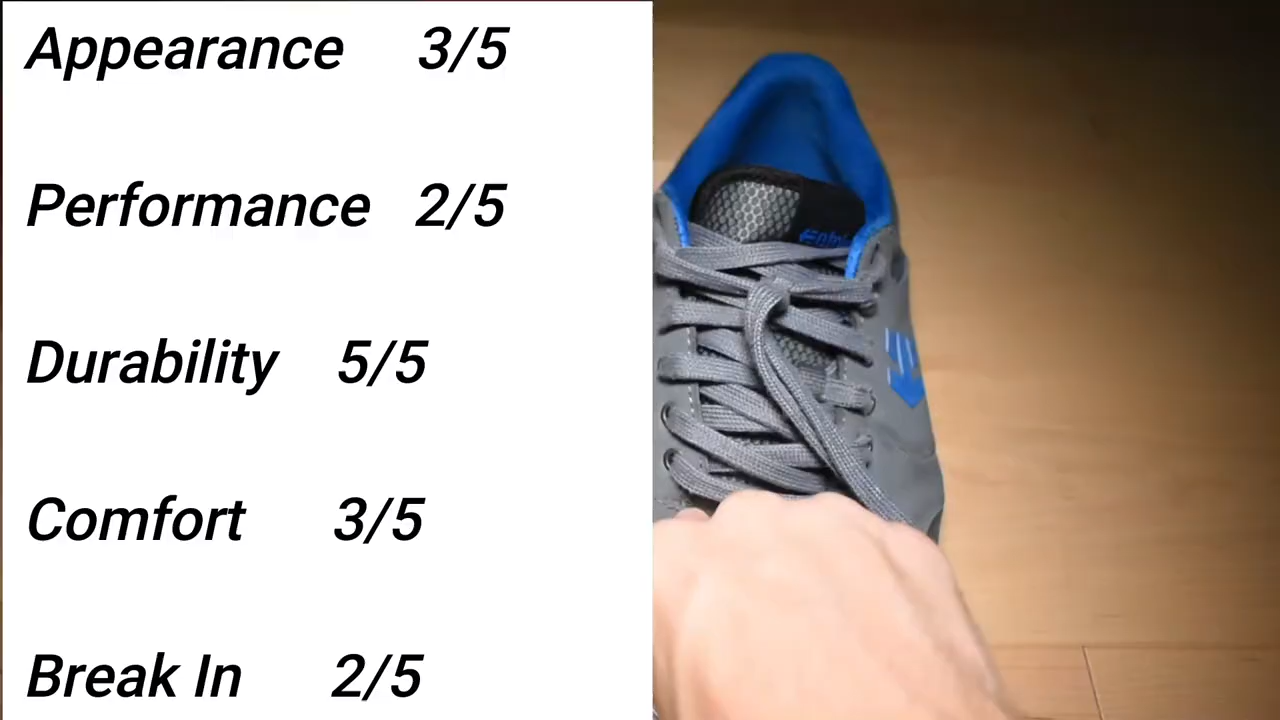 Appearance 3/5
Performance 2/5
Durability 5/5
Comfort 3/5
Break In 2/5